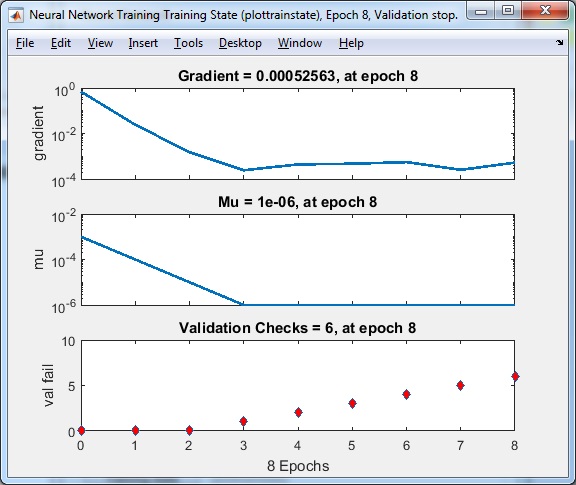 Neural Network Training Training State (plottrainstate), Epoch 8, Validation stop.
File Edit View Insert Tools Desktop Window Help
Gradient = 0.00052563, at epoch 8
gradient
10^0
10^-2
10^-4
Mu = 1e-06, at epoch 8
mu
10^-2
10^-4
10^-6
Validation Checks = 6, at epoch 8
val fail
10
5
0
0 1 2 3 4 5 6 7 8
8 Epochs